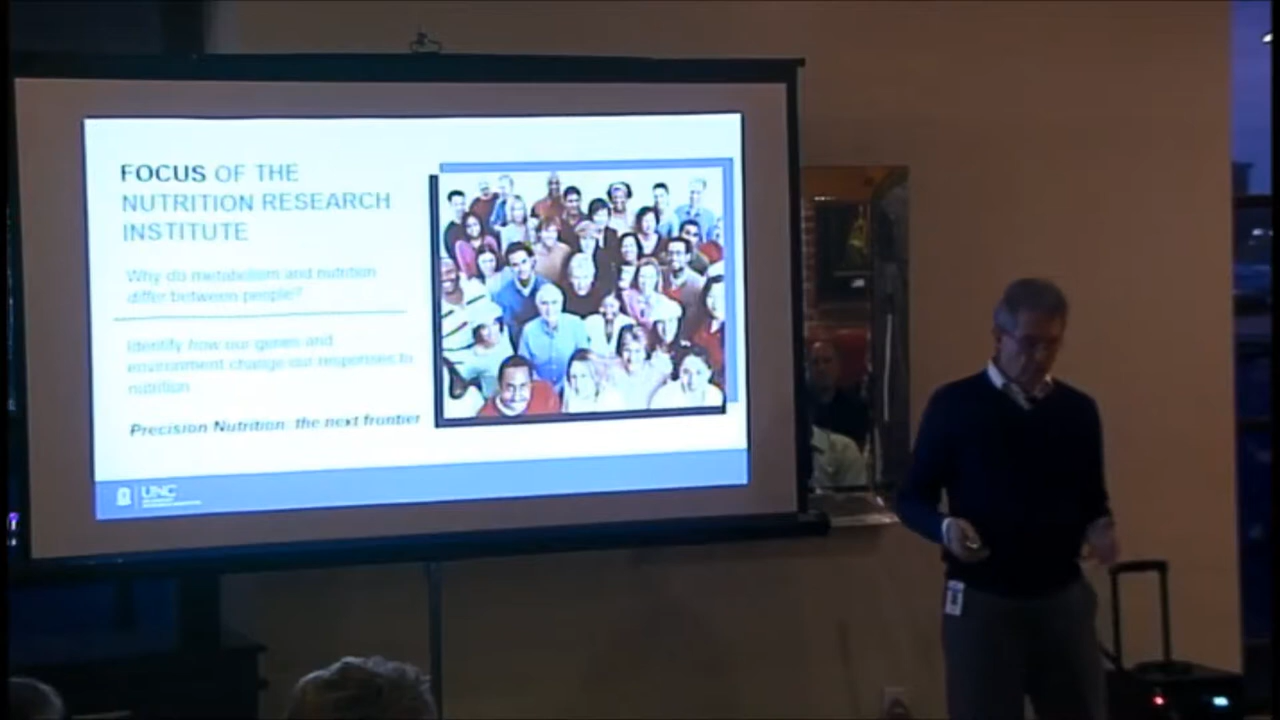 FOCUS OF THE
NUTRITION RESEARCH
INSTITUTE
Why do metabolism and nutrition
differ between people?
Identify how our genes and
environment change our responses to
nutrition
Precision Nutrition: the next frontier
UNC